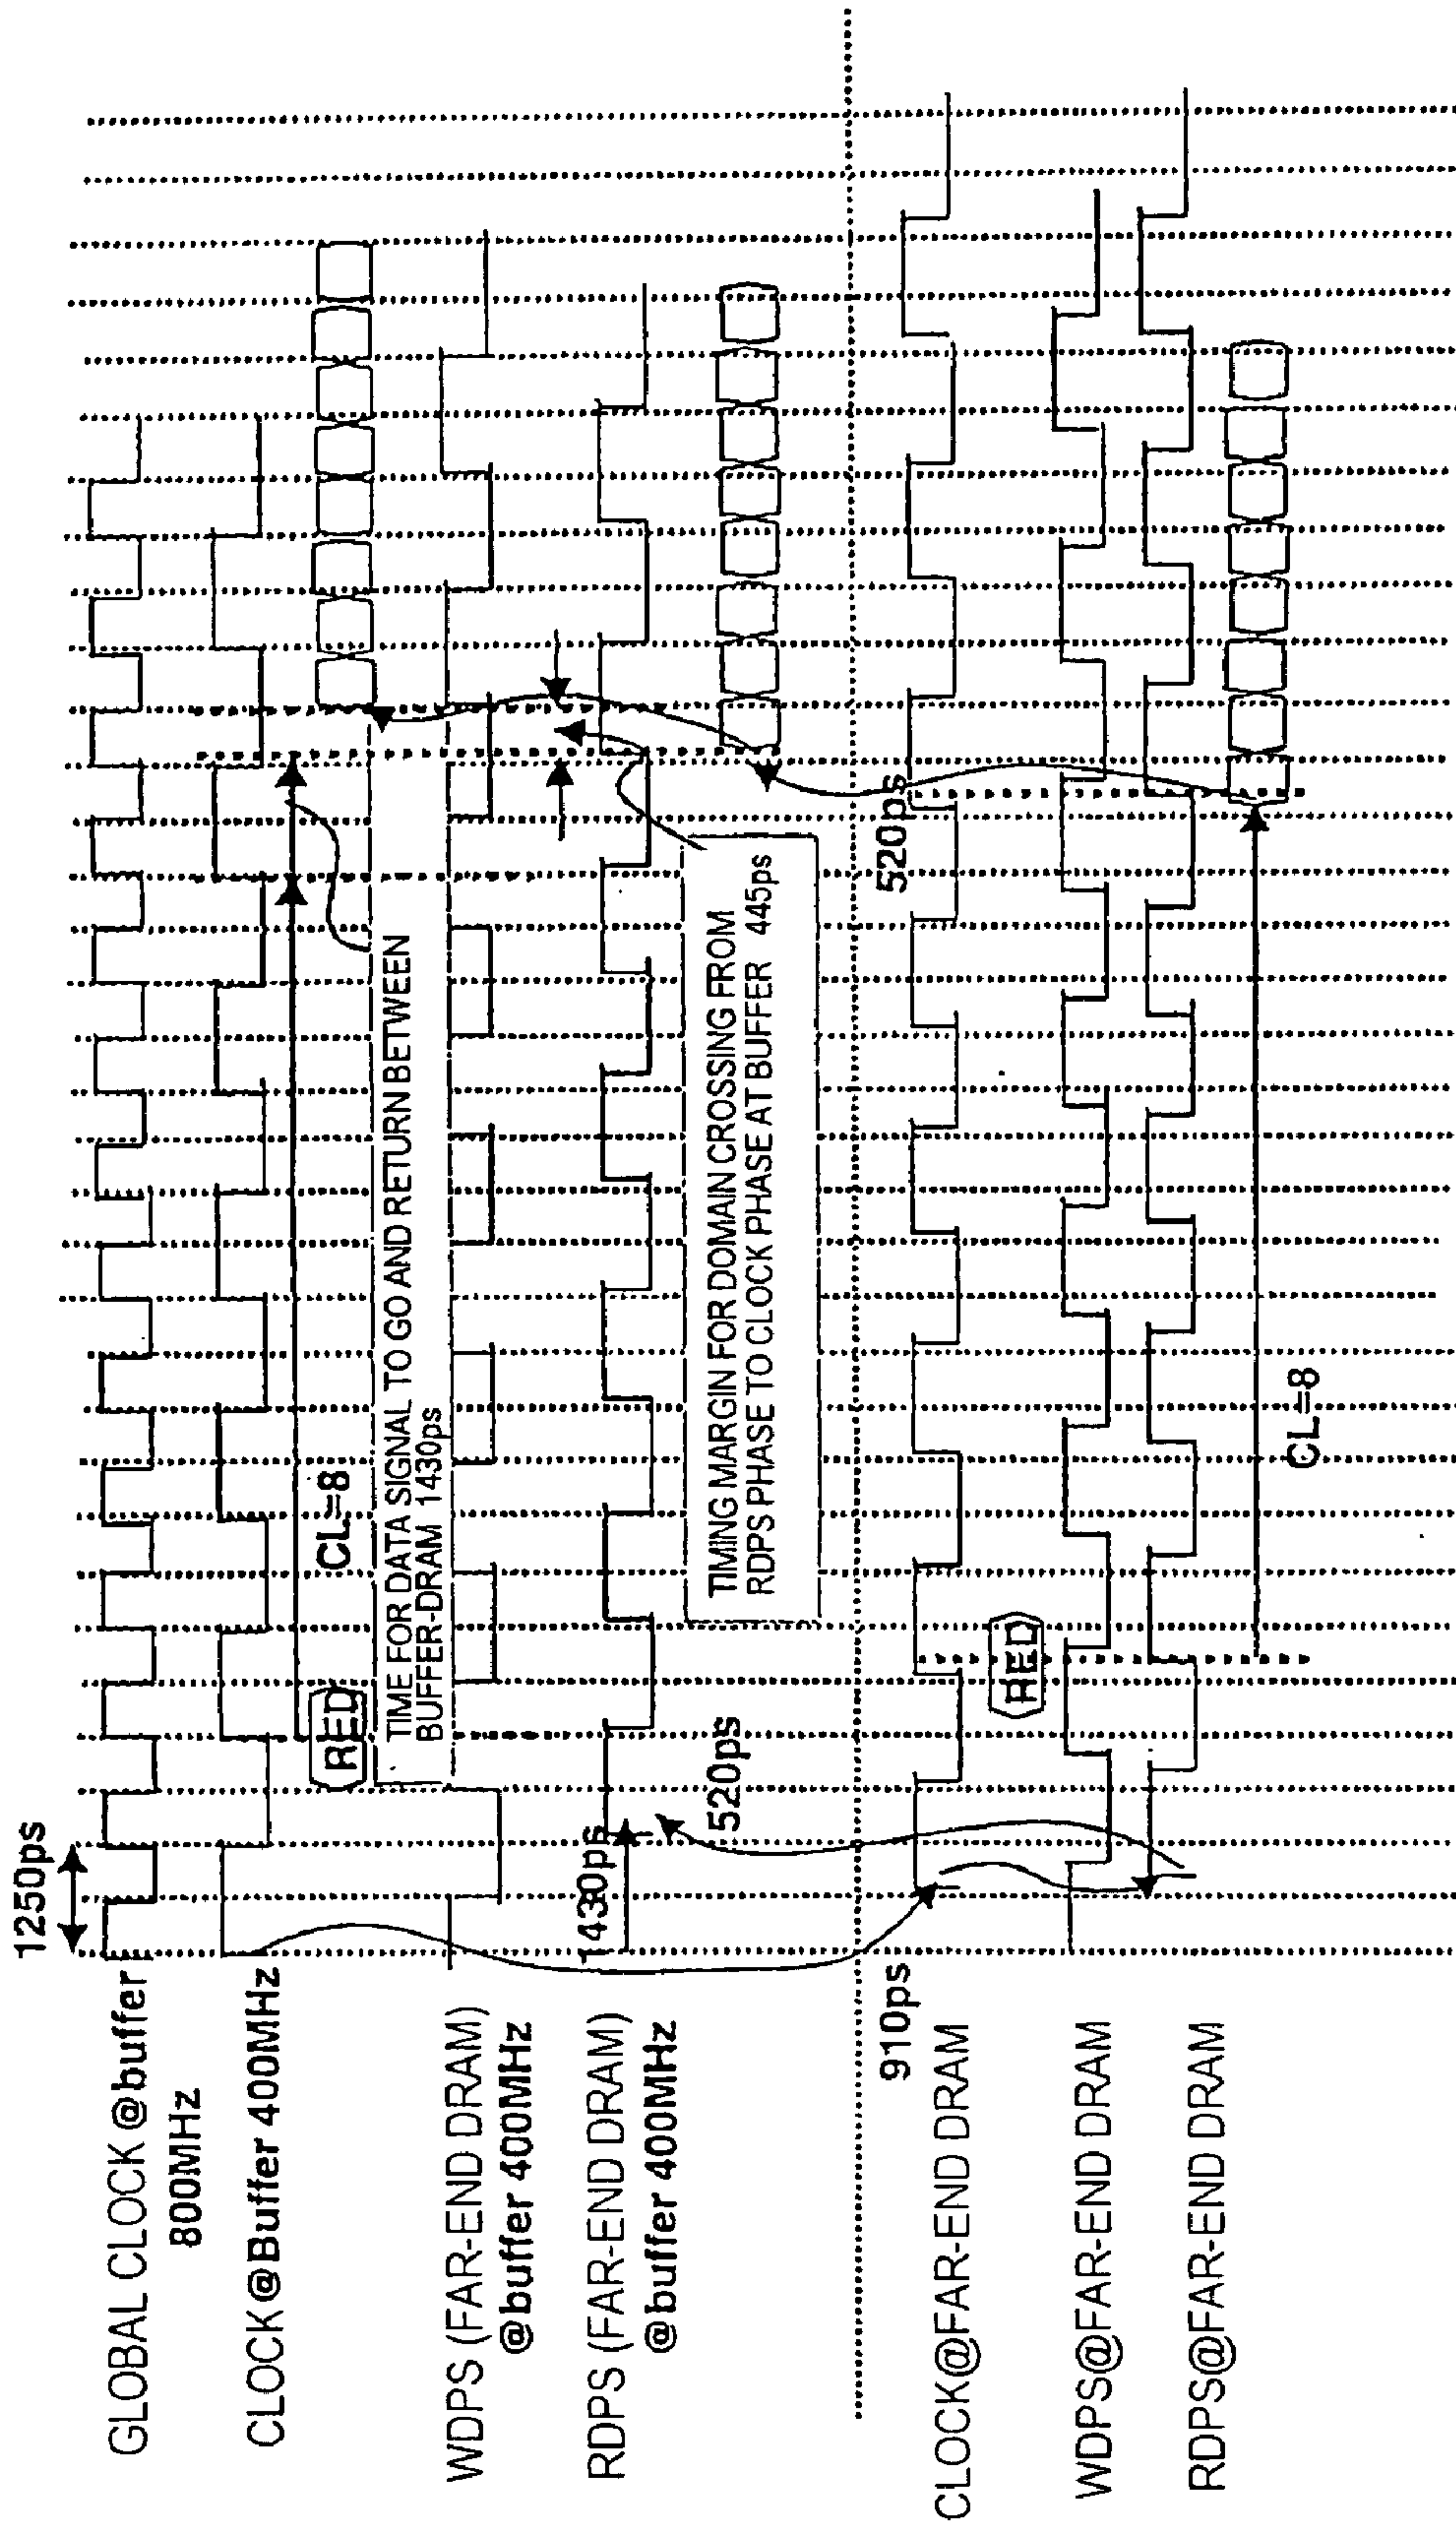 1250ps
GLOBAL CLOCK@buffer
800MHz
CLOCK@Buffer 400MHz
CL=8
RED
TIME FOR DATA SIGNAL TO GO AND RETURN BETWEEN
BUFFER-DRAM 1430ps
WDPS (FAR-END DRAM)
@buffer 400MHz
1430ps
RDPS (FAR-END DRAM)
@buffer 400MHz
520ps
TIMING MARGIN FOR DOMAIN CROSSING FROM
RDPS PHASE TO CLOCK PHASE AT BUFFER 445ps
910ps
520ps
CLOCK@FAR-END DRAM
RED
WDPS@FAR-END DRAM
RDPS@FAR-END DRAM
CL=8